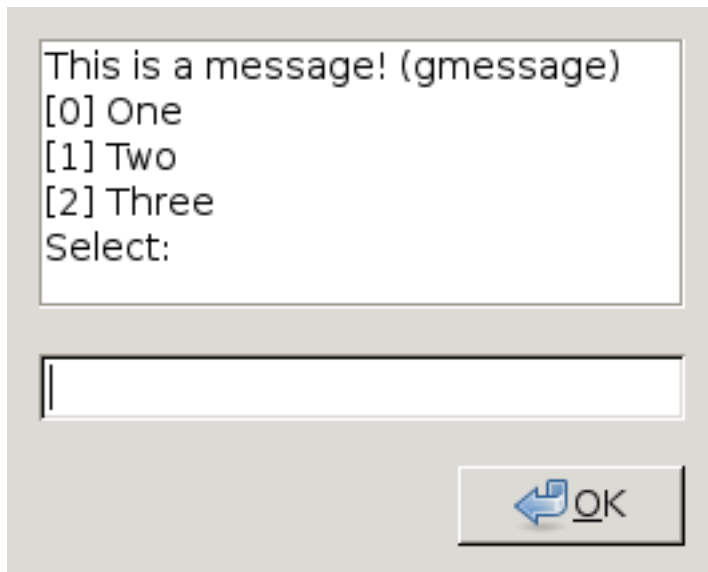 This is a message! (gmessage)
[0] One
[1] Two
[2] Three
Select:
OK